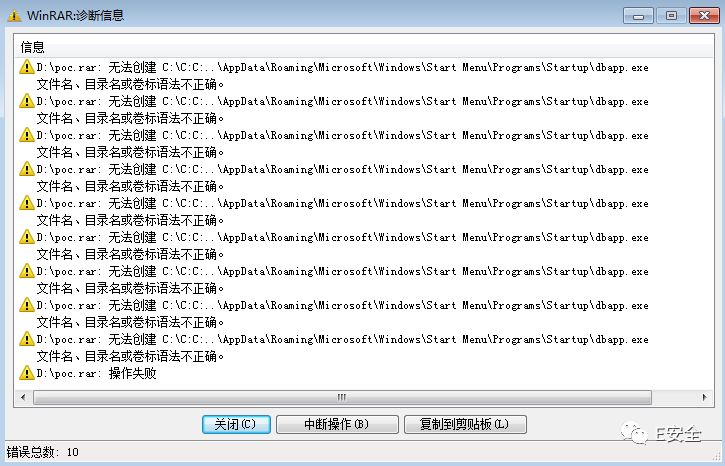 WinRAR:诊断信息
信息
D:\poc.rar: 无法创建 C:\C:C:..\AppData\Roaming\Microsoft\Windows\Start Menu\Programs\Startup\dbapp.exe
文件名、目录名或卷标语法不正确。
D:\poc.rar: 无法创建 C:\C:C:..\AppData\Roaming\Microsoft\Windows\Start Menu\Programs\Startup\dbapp.exe
文件名、目录名或卷标语法不正确。
D:\poc.rar: 无法创建 C:\C:C:..\AppData\Roaming\Microsoft\Windows\Start Menu\Programs\Startup\dbapp.exe
文件名、目录名或卷标语法不正确。
D:\poc.rar: 无法创建 C:\C:C:..\AppData\Roaming\Microsoft\Windows\Start Menu\Programs\Startup\dbapp.exe
文件名、目录名或卷标语法不正确。
D:\poc.rar: 无法创建 C:\C:C:..\AppData\Roaming\Microsoft\Windows\Start Menu\Programs\Startup\dbapp.exe
文件名、目录名或卷标语法不正确。
D:\poc.rar: 无法创建 C:\C:C:..\AppData\Roaming\Microsoft\Windows\Start Menu\Programs\Startup\dbapp.exe
文件名、目录名或卷标语法不正确。
D:\poc.rar: 无法创建 C:\C:C:..\AppData\Roaming\Microsoft\Windows\Start Menu\Programs\Startup\dbapp.exe
文件名、目录名或卷标语法不正确。
D:\poc.rar: 无法创建 C:\C:C:..\AppData\Roaming\Microsoft\Windows\Start Menu\Programs\Startup\dbapp.exe
文件名、目录名或卷标语法不正确。
D:\poc.rar: 无法创建 C:\C:C:..\AppData\Roaming\Microsoft\Windows\Start Menu\Programs\Startup\dbapp.exe
文件名、目录名或卷标语法不正确。
D:\poc.rar: 操作失败
关闭(C) 中断操作(B) 复制到剪贴板(L)
E安全
错误总数: 10